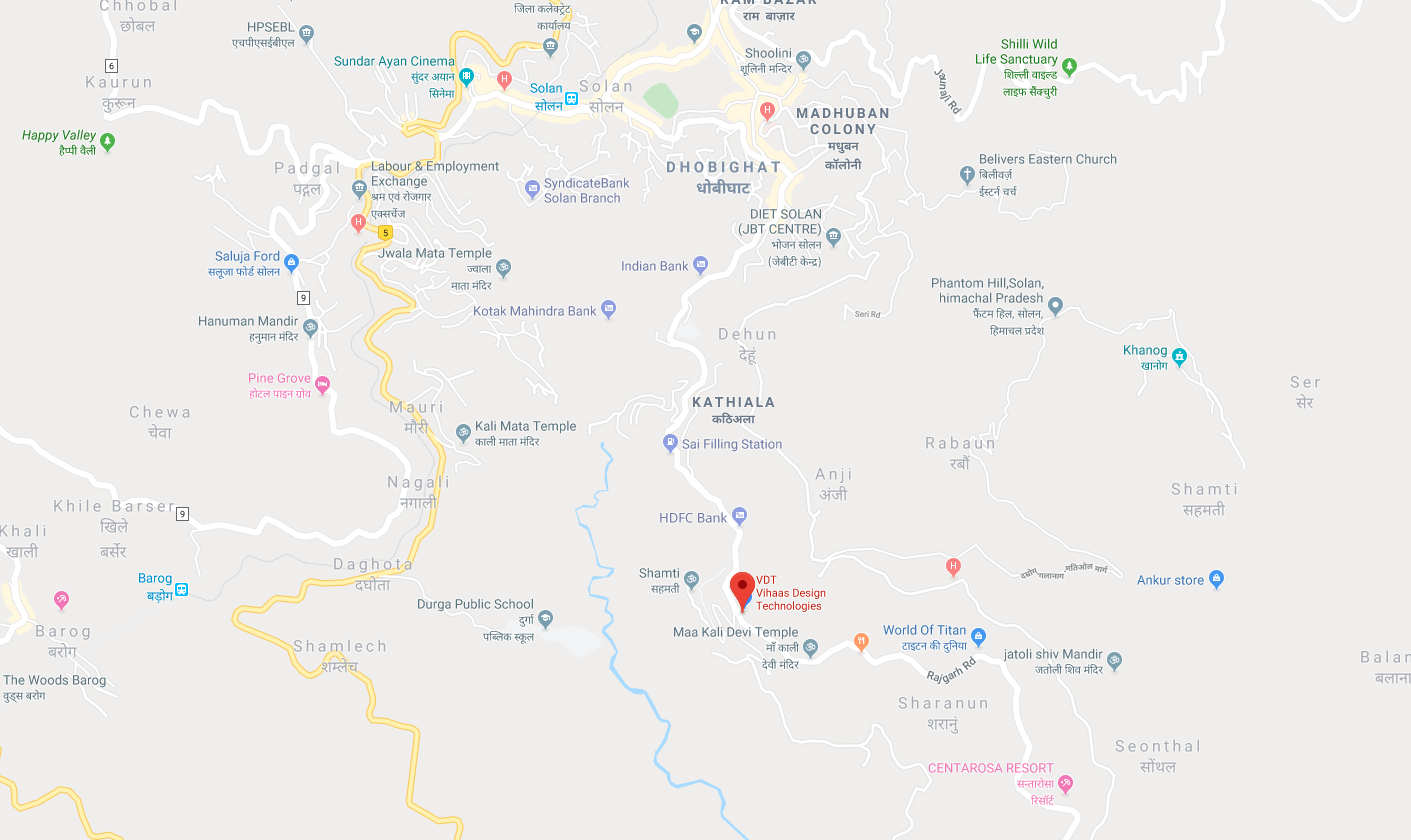 Chhobal
छोबल
HPSEBL
एचपीएसईबीएल
जिला कलेक्ट्रेट
कार्यालय
RAM BAZAR
राम बाज़ार
6
Kaurun
कुरून
Sundar Ayan Cinema
सुंदर अयान
सिनेमा
H
Solan
सोलन
Solan
सोलन
Shoolini
शूलिनी मन्दिर
Jaunaji Rd
Shilli Wild
Life Sanctuary
शिल्ली वाइल्ड
लाइफ सैंक्चुरी
H
MADHUBAN
COLONY
मधुबन
कॉलोनी
Happy Valley
हैप्पी वैली
Padgal
पद्गल
Labour & Employment
Exchange
श्रम एवं रोजगार
एक्सचेंज
H
5
SyndicateBank
Solan Branch
DHOBIGHAT
धोबीघाट
Belivers Eastern Church
बिलीवर्ज़
ईस्टर्न चर्च
DIET SOLAN
(JBT CENTRE)
भोजन सोलन
(जेबीटी केन्द्र)
Saluja Ford
सलूजा फोर्ड सोलन
9
Jwala Mata Temple
ज्वाला
माता मंदिर
Indian Bank
Kotak Mahindra Bank
Phantom Hill,Solan,
himachal Pradesh
फैंटम हिल, सोलन,
हिमाचल प्रदेश
Seri Rd
Hanuman Mandir
हनुमान मंदिर
Dehun
देहूं
Khanog
खानोग
Pine Grove
होटल पाइन ग्रोव
Ser
सेर
Chewa
चेवा
Mauri
मौरी
Kali Mata Temple
काली माता मंदिर
KATHIALA
कठिअला
Sai Filling Station
Rabaun
रबौं
Anji
अंजी
Nagali
नगाली
Shamti
सहमती
Khile Barser
खिले
बर्सेर
9
Khali
खाली
HDFC Bank
Daghota
दघोता
Barog
बड़ोग
Shamti
सहमती
VDT
Vihaas Design
Technologies
H
Ankur store
Durga Public School
दुर्गा
पब्लिक स्कूल
Barog
बरोग
Maa Kali Devi Temple
माँ काली
देवी मंदिर
World Of Titan
टाइटन की दुनिया
Rajgarh Rd
jatoli shiv Mandir
जतोली शिव मंदिर
Shamlech
शम्लेच
The Woods Barog
वुड्स बरोग
Balan
बलाना
Sharanun
शरानुं
Seonthal
सोंथल
CENTAROSA RESORT
सन्तारोसा
रिसॉर्ट